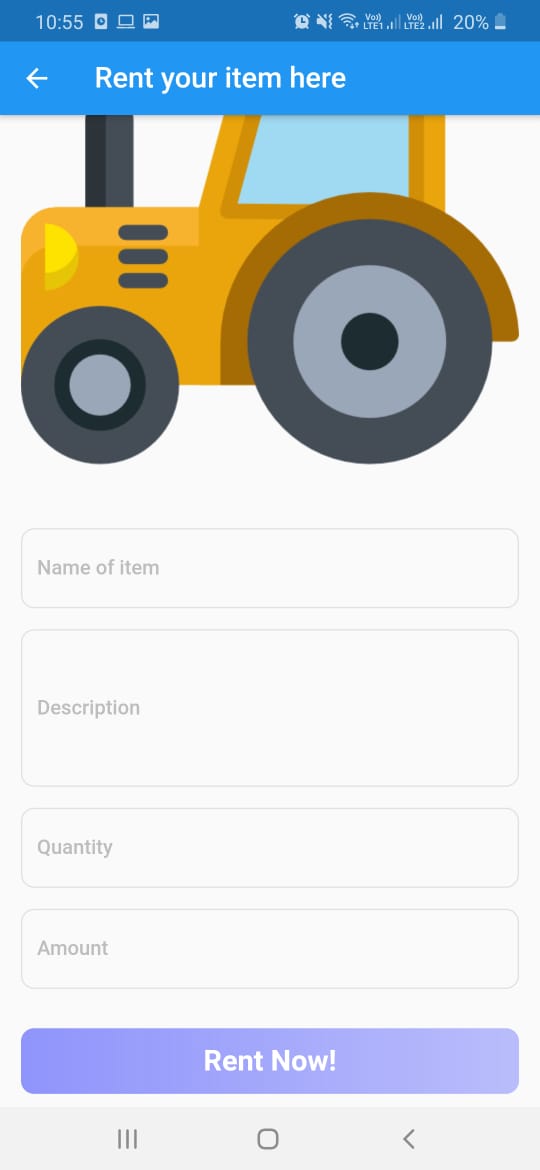 10:55 Vo)) LTE1 Vo)) LTE2 20%
Rent your item here
Name of item
Description
Quantity
Amount
Rent Now!